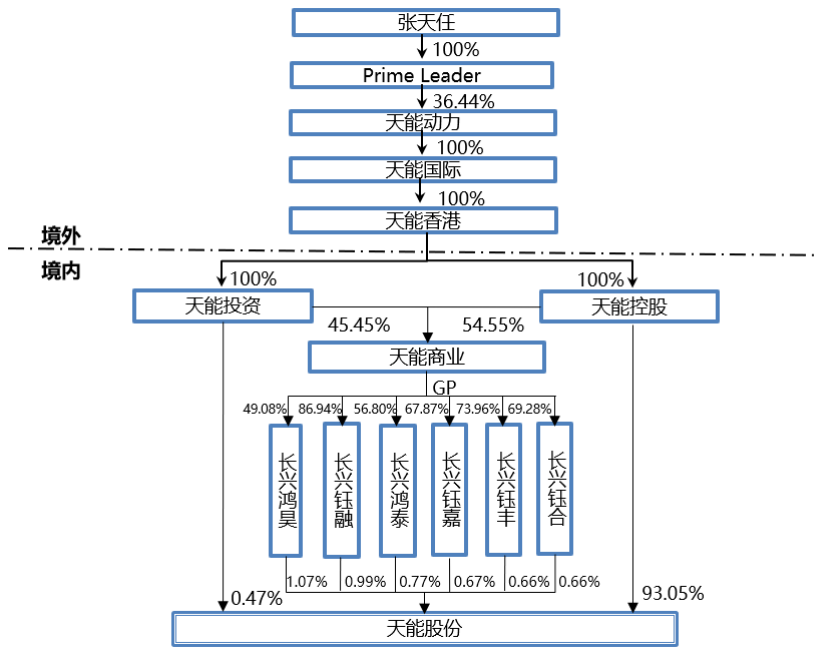 张天任
100%
Prime Leader
36.44%
天能动力
100%
天能国际
100%
天能香港
境外
境内
100%
100%
天能投资
天能控股
45.45%
54.55%
天能商业
GP
49.08%
86.94%
56.80%
67.87%
73.96%
69.28%
长兴鸿昊
长兴钰融
长兴鸿泰
长兴钰嘉
长兴钰丰
长兴钰合
1.07%
0.99%
0.77%
0.67%
0.66%
0.66%
0.47%
93.05%
天能股份